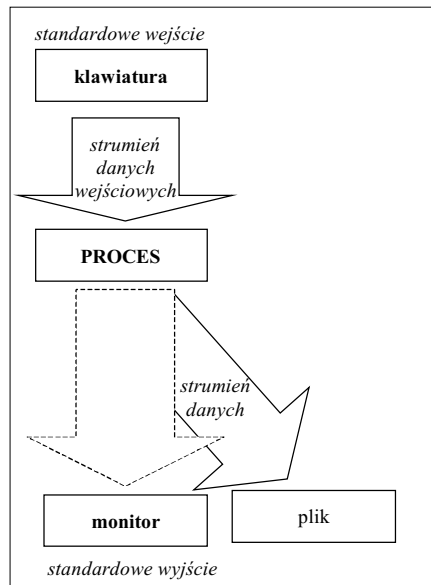 standardowe wejście
klawiatura
strumień
danych
wejściowych
PROCES
strumień
danych
monitor
plik
standardowe wyjście